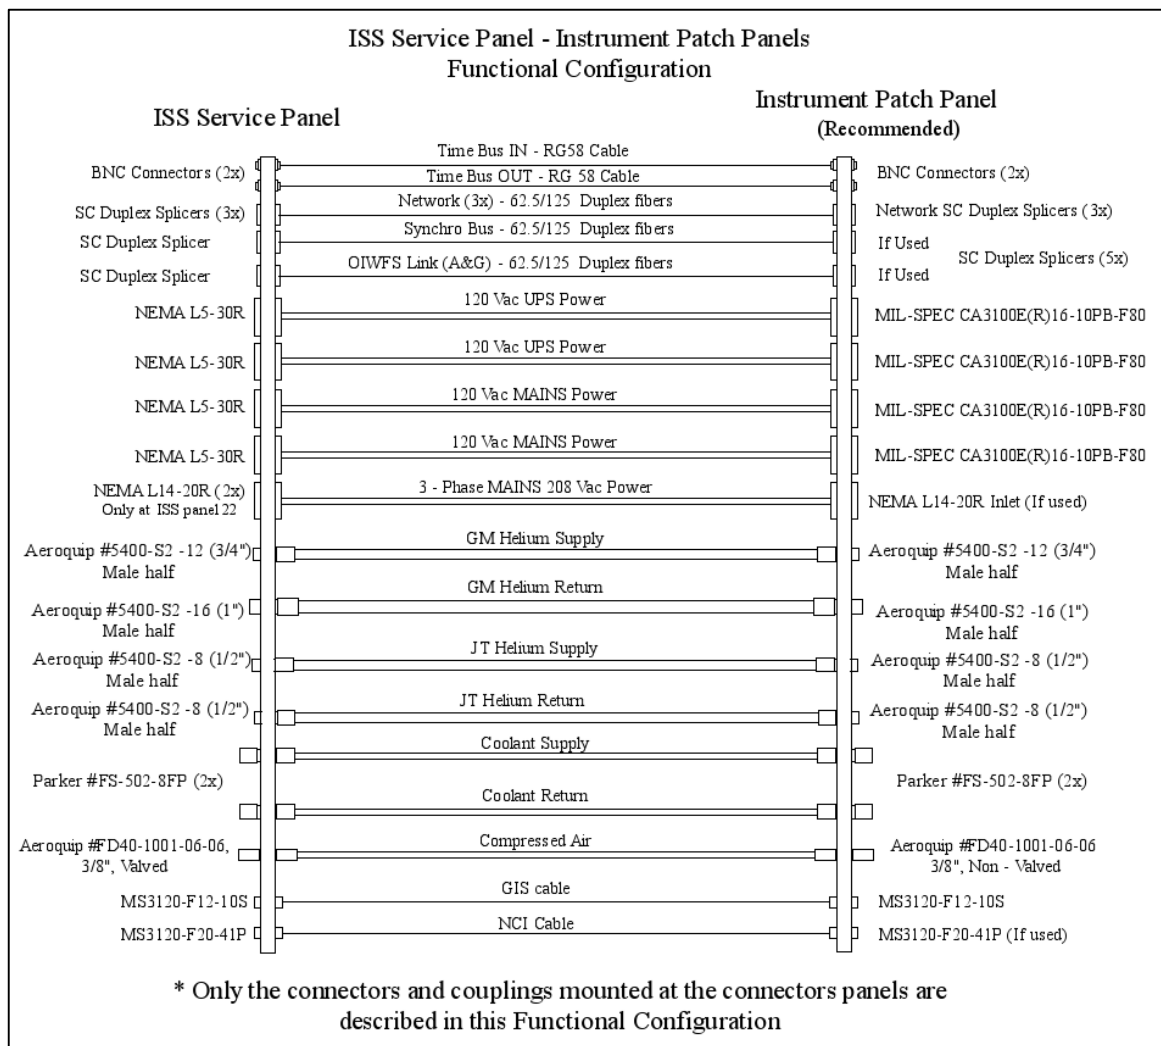 ISS Service Panel - Instrument Patch Panels
Functional Configuration
ISS Service Panel
Instrument Patch Panel
(Recommended)
BNC Connectors (2x)
Time Bus IN - RG58 Cable
Time Bus OUT - RG 58 Cable
BNC Connectors (2x)
SC Duplex Splicers (3x)
Network (3x) - 62.5/125 Duplex fibers
Network SC Duplex Splicers (3x)
SC Duplex Splicer
Synchro Bus - 62.5/125 Duplex fibers
If Used
SC Duplex Splicers (5x)
SC Duplex Splicer
OIWFS Link (A&G) - 62.5/125 Duplex fibers
If Used
NEMA L5-30R
120 Vac UPS Power
MIL-SPEC CA3100E(R)16-10PB-F80
NEMA L5-30R
120 Vac UPS Power
MIL-SPEC CA3100E(R)16-10PB-F80
NEMA L5-30R
120 Vac MAINS Power
MIL-SPEC CA3100E(R)16-10PB-F80
NEMA L5-30R
120 Vac MAINS Power
MIL-SPEC CA3100E(R)16-10PB-F80
NEMA L14-20R (2x)
Only at ISS panel 22
3 - Phase MAINS 208 Vac Power
NEMA L14-20R Inlet (If used)
Aeroquip #5400-S2 -12 (3/4")
Male half
GM Helium Supply
Aeroquip #5400-S2 -12 (3/4")
Male half
Aeroquip #5400-S2 -16 (1")
Male half
GM Helium Return
Aeroquip #5400-S2 -16 (1")
Male half
Aeroquip #5400-S2 -8 (1/2")
Male half
JT Helium Supply
Aeroquip #5400-S2 -8 (1/2")
Male half
Aeroquip #5400-S2 -8 (1/2")
Male half
JT Helium Return
Aeroquip #5400-S2 -8 (1/2")
Male half
Coolant Supply
Parker #FS-502-8FP (2x)
Parker #FS-502-8FP (2x)
Coolant Return
Aeroquip #FD40-1001-06-06,
3/8", Valved
Compressed Air
Aeroquip #FD40-1001-06-06
3/8", Non - Valved
MS3120-F12-10S
GIS cable
MS3120-F12-10S
MS3120-F20-41P
NCI Cable
MS3120-F20-41P (If used)
* Only the connectors and couplings mounted at the connectors panels are
described in this Functional Configuration